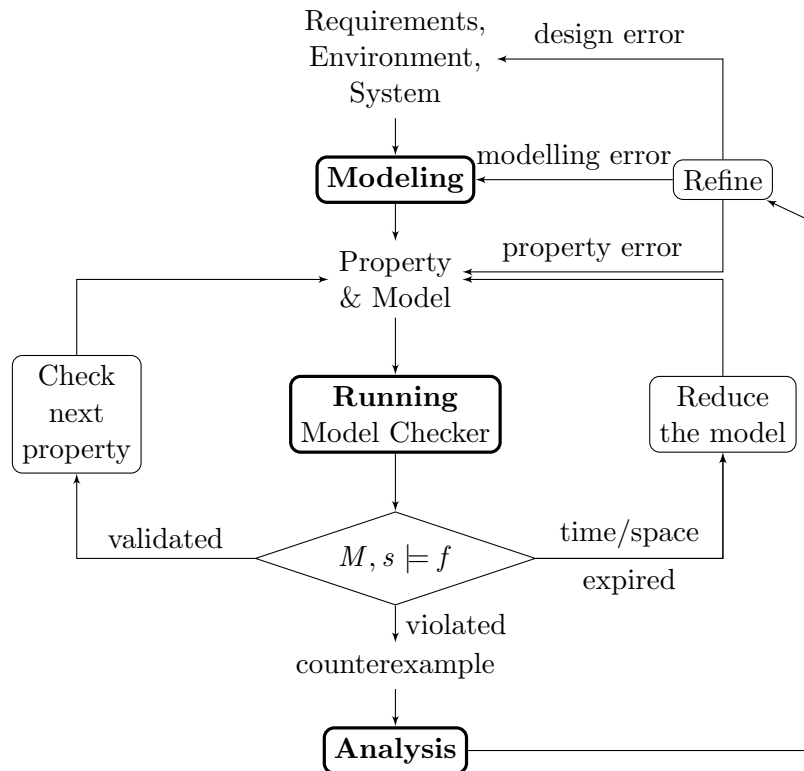 Requirements,
Environment,
System
design error
modelling error
Modeling
Refine
property error
Property
& Model
Check
next
property
Running
Model Checker
Reduce
the model
validated
M, s ⊨ f
time/space
expired
violated
counterexample
Analysis